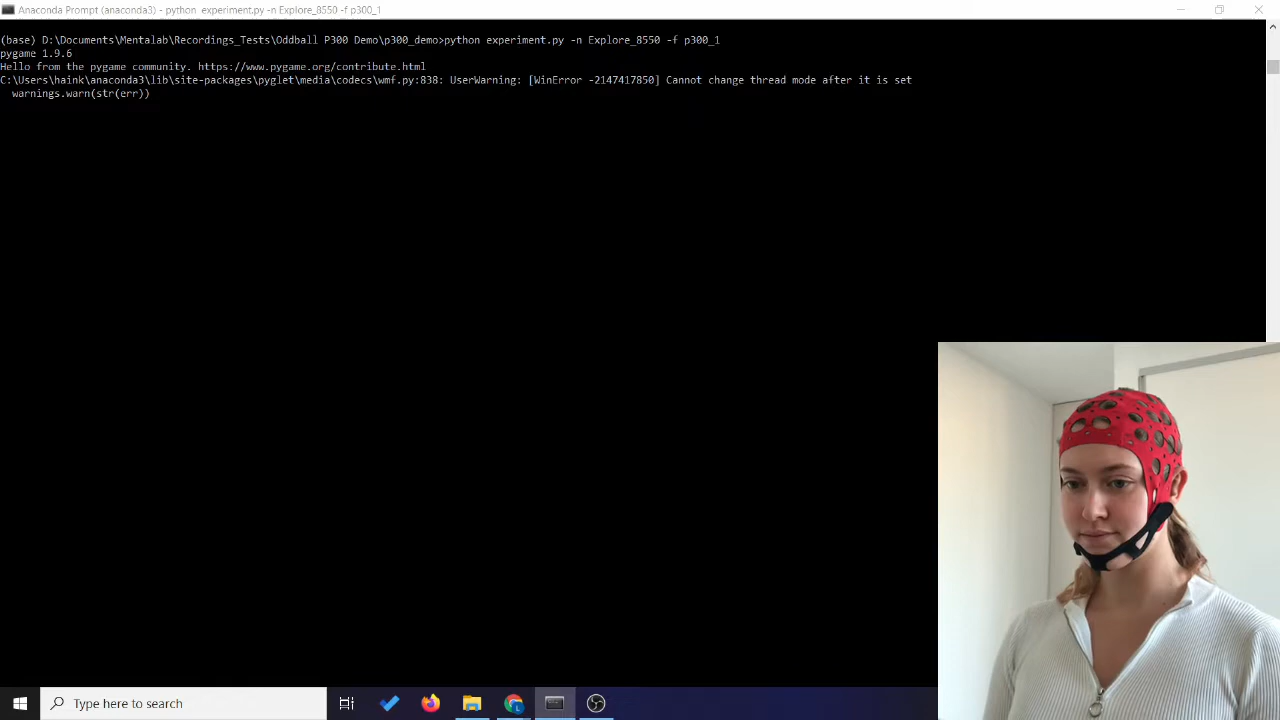 Anaconda Prompt (anaconda3) - python  experiment.py -n Explore_8550 -f p300_1
(base) D:\Documents\Mentalab\Recordings_Tests\Oddball P300 Demo\p300_demo>python experiment.py -n Explore_8550 -f p300_1
pygame 1.9.6
Hello from the pygame community. https://www.pygame.org/contribute.html
C:\Users\haink\anaconda3\lib\site-packages\pyglet\media\codecs\wmf.py:838: UserWarning: [WinError -2147417850] Cannot change thread mode after it is set
  warnings.warn(str(err))
Type here to search